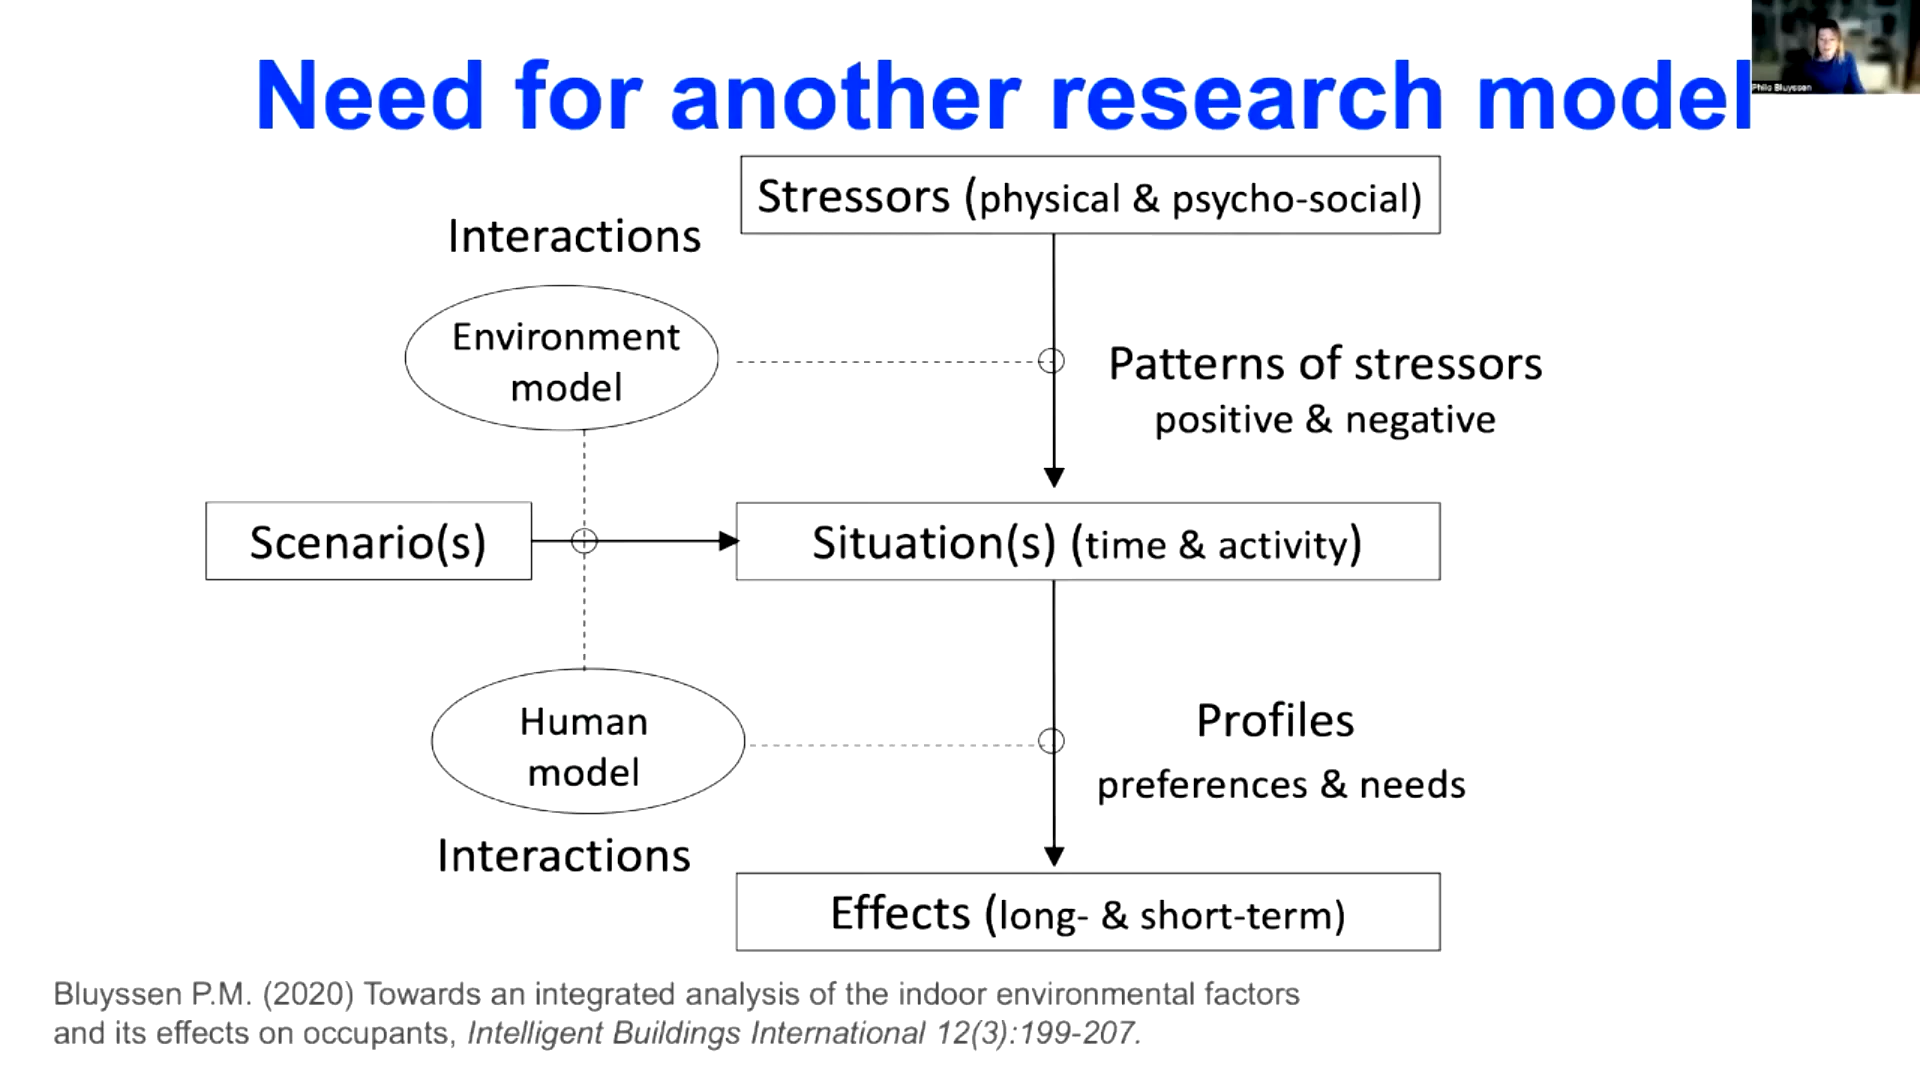 Need for another research model
Philo Bluyssen
Stressors (physical & psycho-social)
Interactions
Environment
model
Patterns of stressors
positive & negative
Scenario(s)
Situation(s) (time & activity)
Human
model
Profiles
preferences & needs
Interactions
Effects (long- & short-term)
Bluyssen P.M. (2020) Towards an integrated analysis of the indoor environmental factors
and its effects on occupants, Intelligent Buildings International 12(3):199-207.